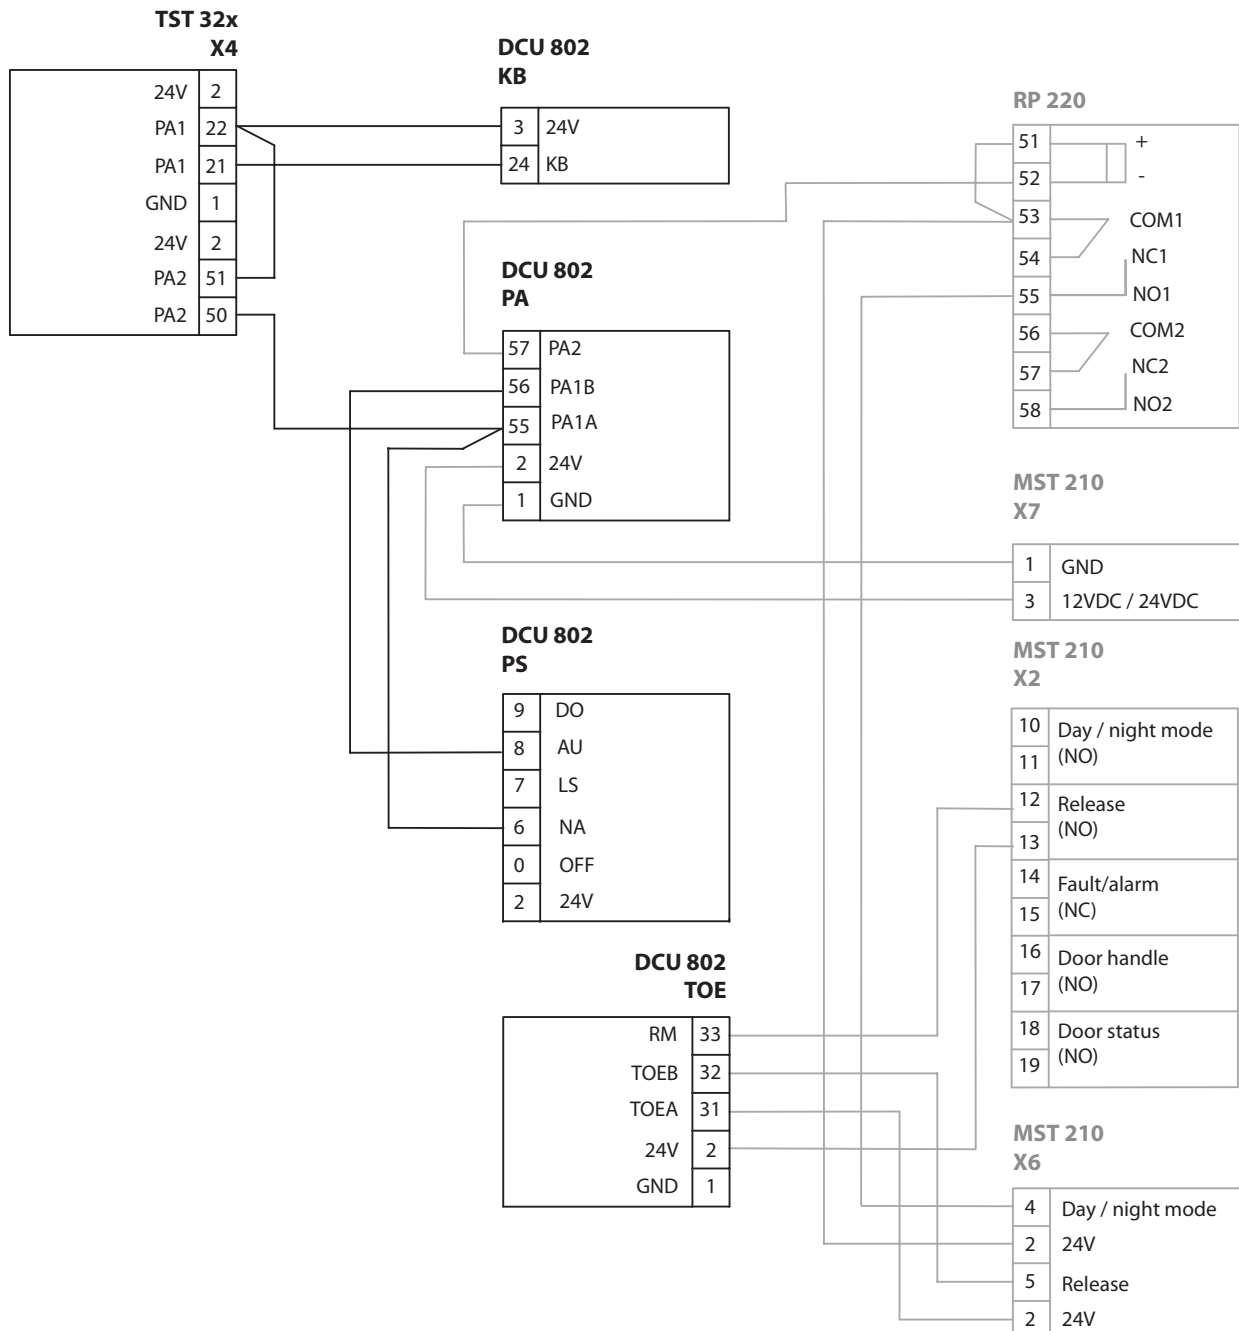 TST 32x
X4
24V 2
PA1 22
PA1 21
GND 1
24V 2
PA2 51
PA2 50
DCU 802
KB
3 24V
24 KB
DCU 802
PA
57 PA2
56 PA1B
55 PA1A
2 24V
1 GND
DCU 802
PS
9 DO
8 AU
7 LS
6 NA
0 OFF
2 24V
DCU 802
TOE
RM 33
TOEB 32
TOEA 31
24V 2
GND 1
RP 220
51 +
52 -
53 COM1
54 NC1
55 NO1
56 COM2
57 NC2
58 NO2
MST 210
X7
1 GND
3 12VDC / 24VDC
MST 210
X2
10 Day / night mode
11 (NO)
12 Release
13 (NO)
14 Fault/alarm
15 (NC)
16 Door handle
17 (NO)
18 Door status
19 (NO)
MST 210
X6
4 Day / night mode
2 24V
5 Release
2 24V